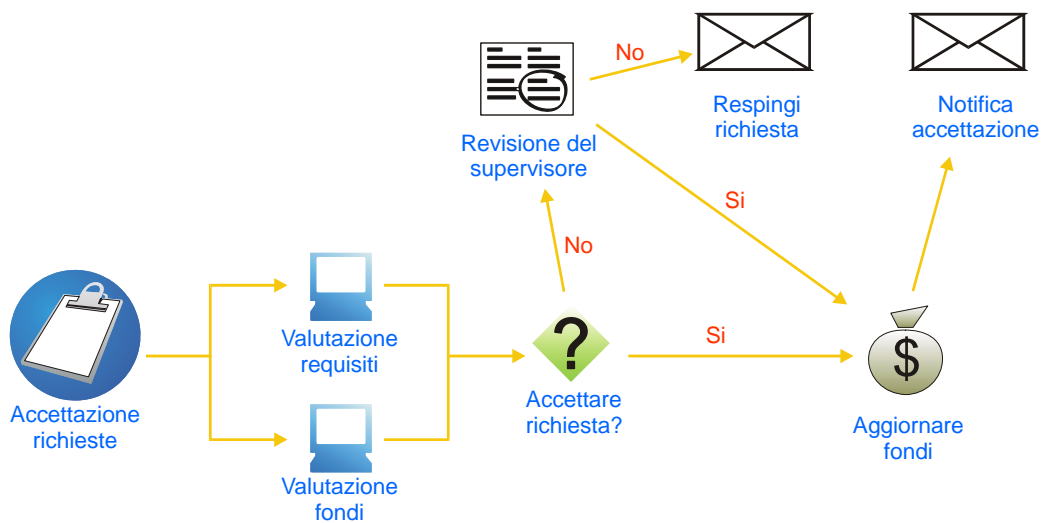 No
Respingi
richiesta
Notifica
accettazione
Revisione del
supervisore
Si
No
Valutazione
requisiti
Si
?
$
Accettazione
richieste
Accettare
richiesta?
Aggiornare
fondi
Valutazione
fondi